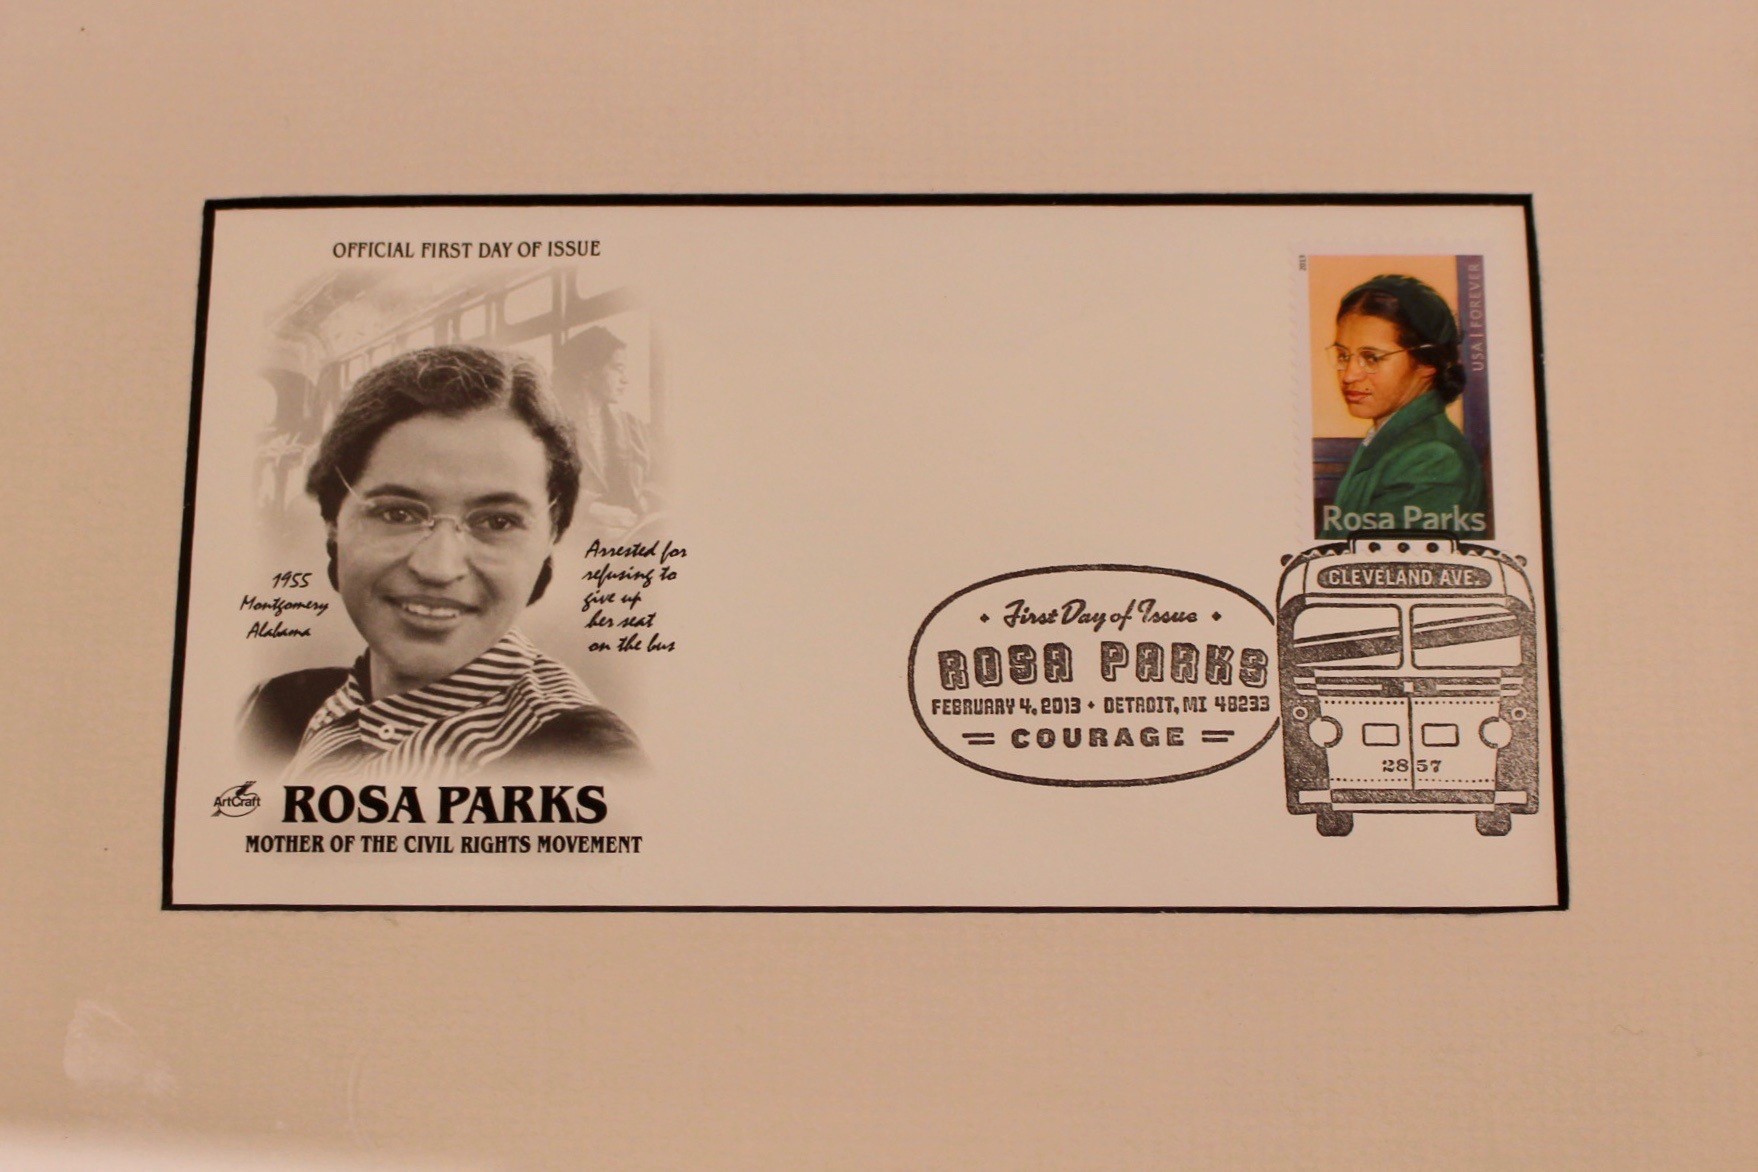 OFFICIAL FIRST DAY OF ISSUE
1955
Montgomery
Alabama
Arrested for
refusing to
give up
her seat
on the bus
ArtCraft
ROSA PARKS
MOTHER OF THE CIVIL RIGHTS MOVEMENT
2013
USA | FOREVER
Rosa Parks
First Day of Issue
ROSA PARKS
FEBRUARY 4, 2013 • DETROIT, MI 48233
COURAGE
CLEVELAND AVE.
2857